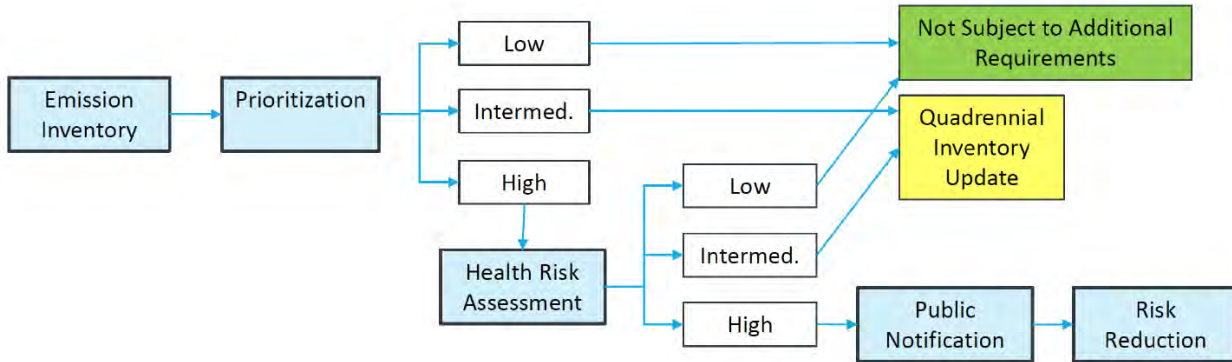 Emission
Inventory
Prioritization
Low
Intermed.
High
Not Subject to Additional
Requirements
Quadrennial
Inventory
Update
Health Risk
Assessment
Low
Intermed.
High
Public
Notification
Risk
Reduction